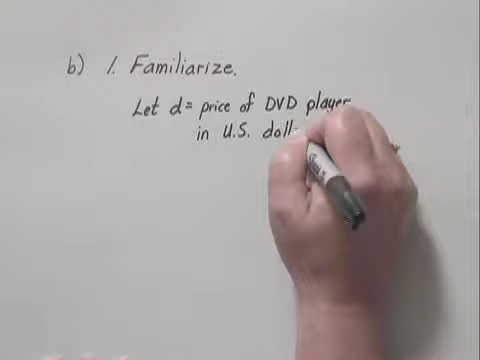 b) 1. Familiarize.
Let d = price of DVD player
in U.S. doll